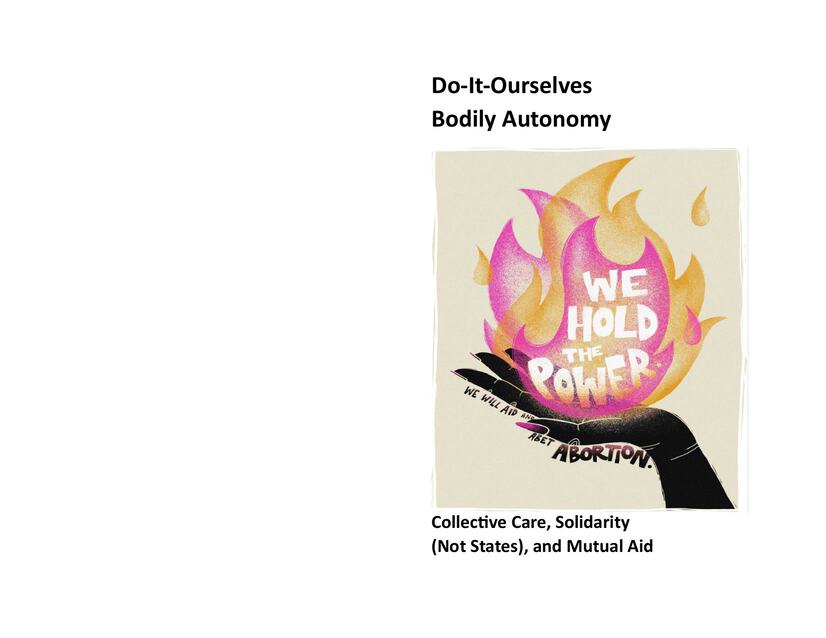 Do-It-Ourselves
Bodily Autonomy
WE
HOLD
THE
POWER.
WE WILL AID AND
ABET
ABORTION.
Collective Care, Solidarity
(Not States), and Mutual Aid